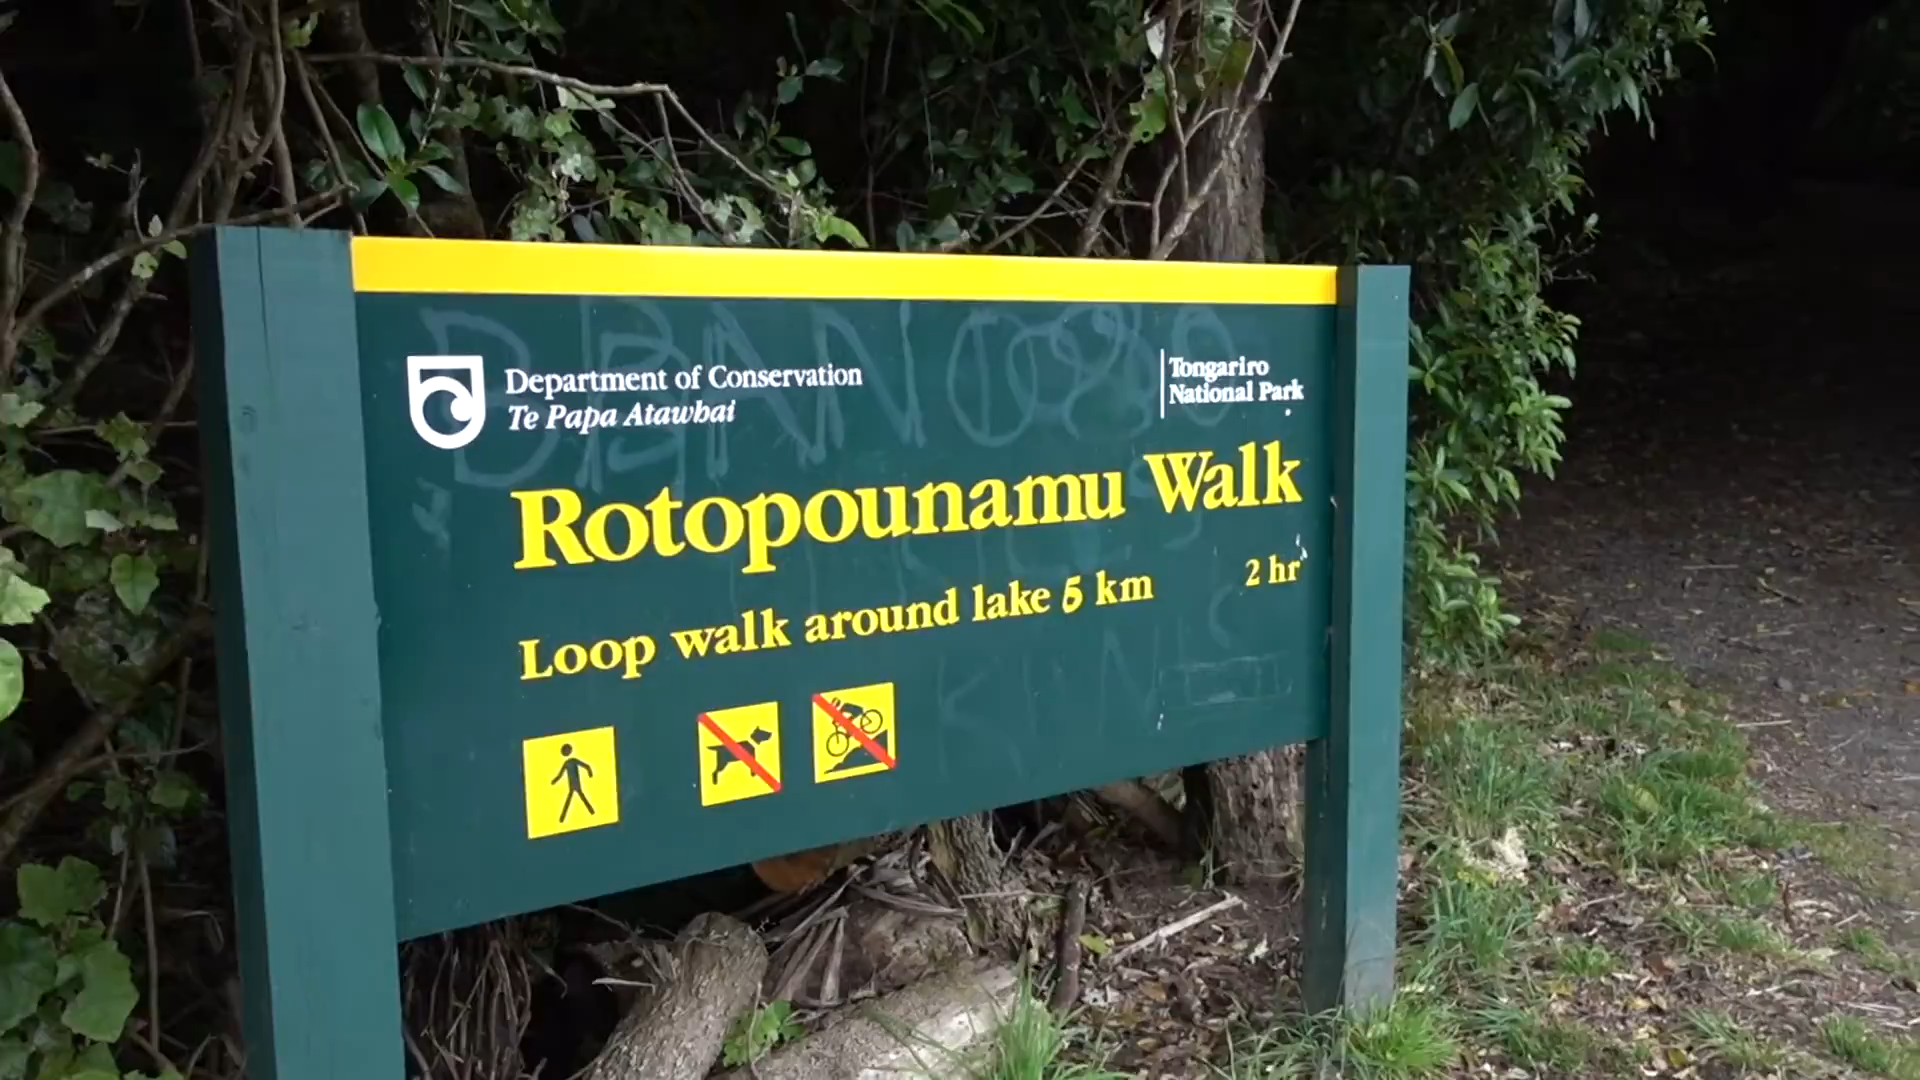 Department of Conservation
Te Papa Atawbai
Tongariro
National Park
Rotopounamu Walk
Loop walk around lake 5 km
2 hr